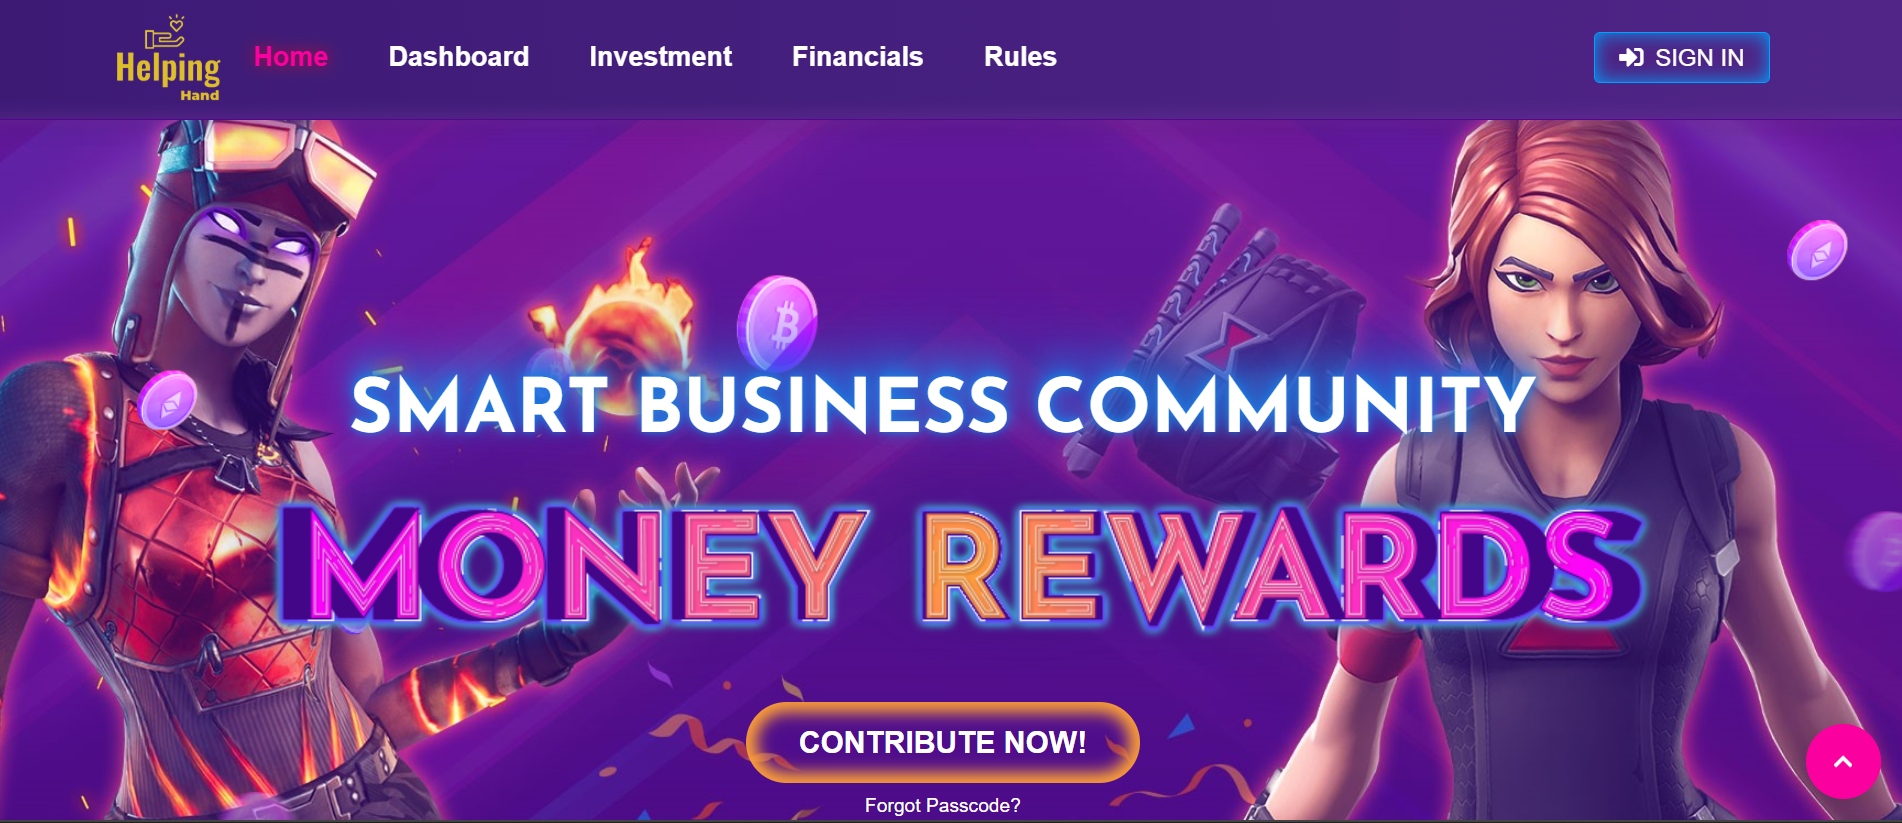 Helping
Hand
Home
Dashboard
Investment
Financials
Rules
SIGN IN
SMART BUSINESS COMMUNITY
MONEY REWARDS
CONTRIBUTE NOW!
Forgot Passcode?